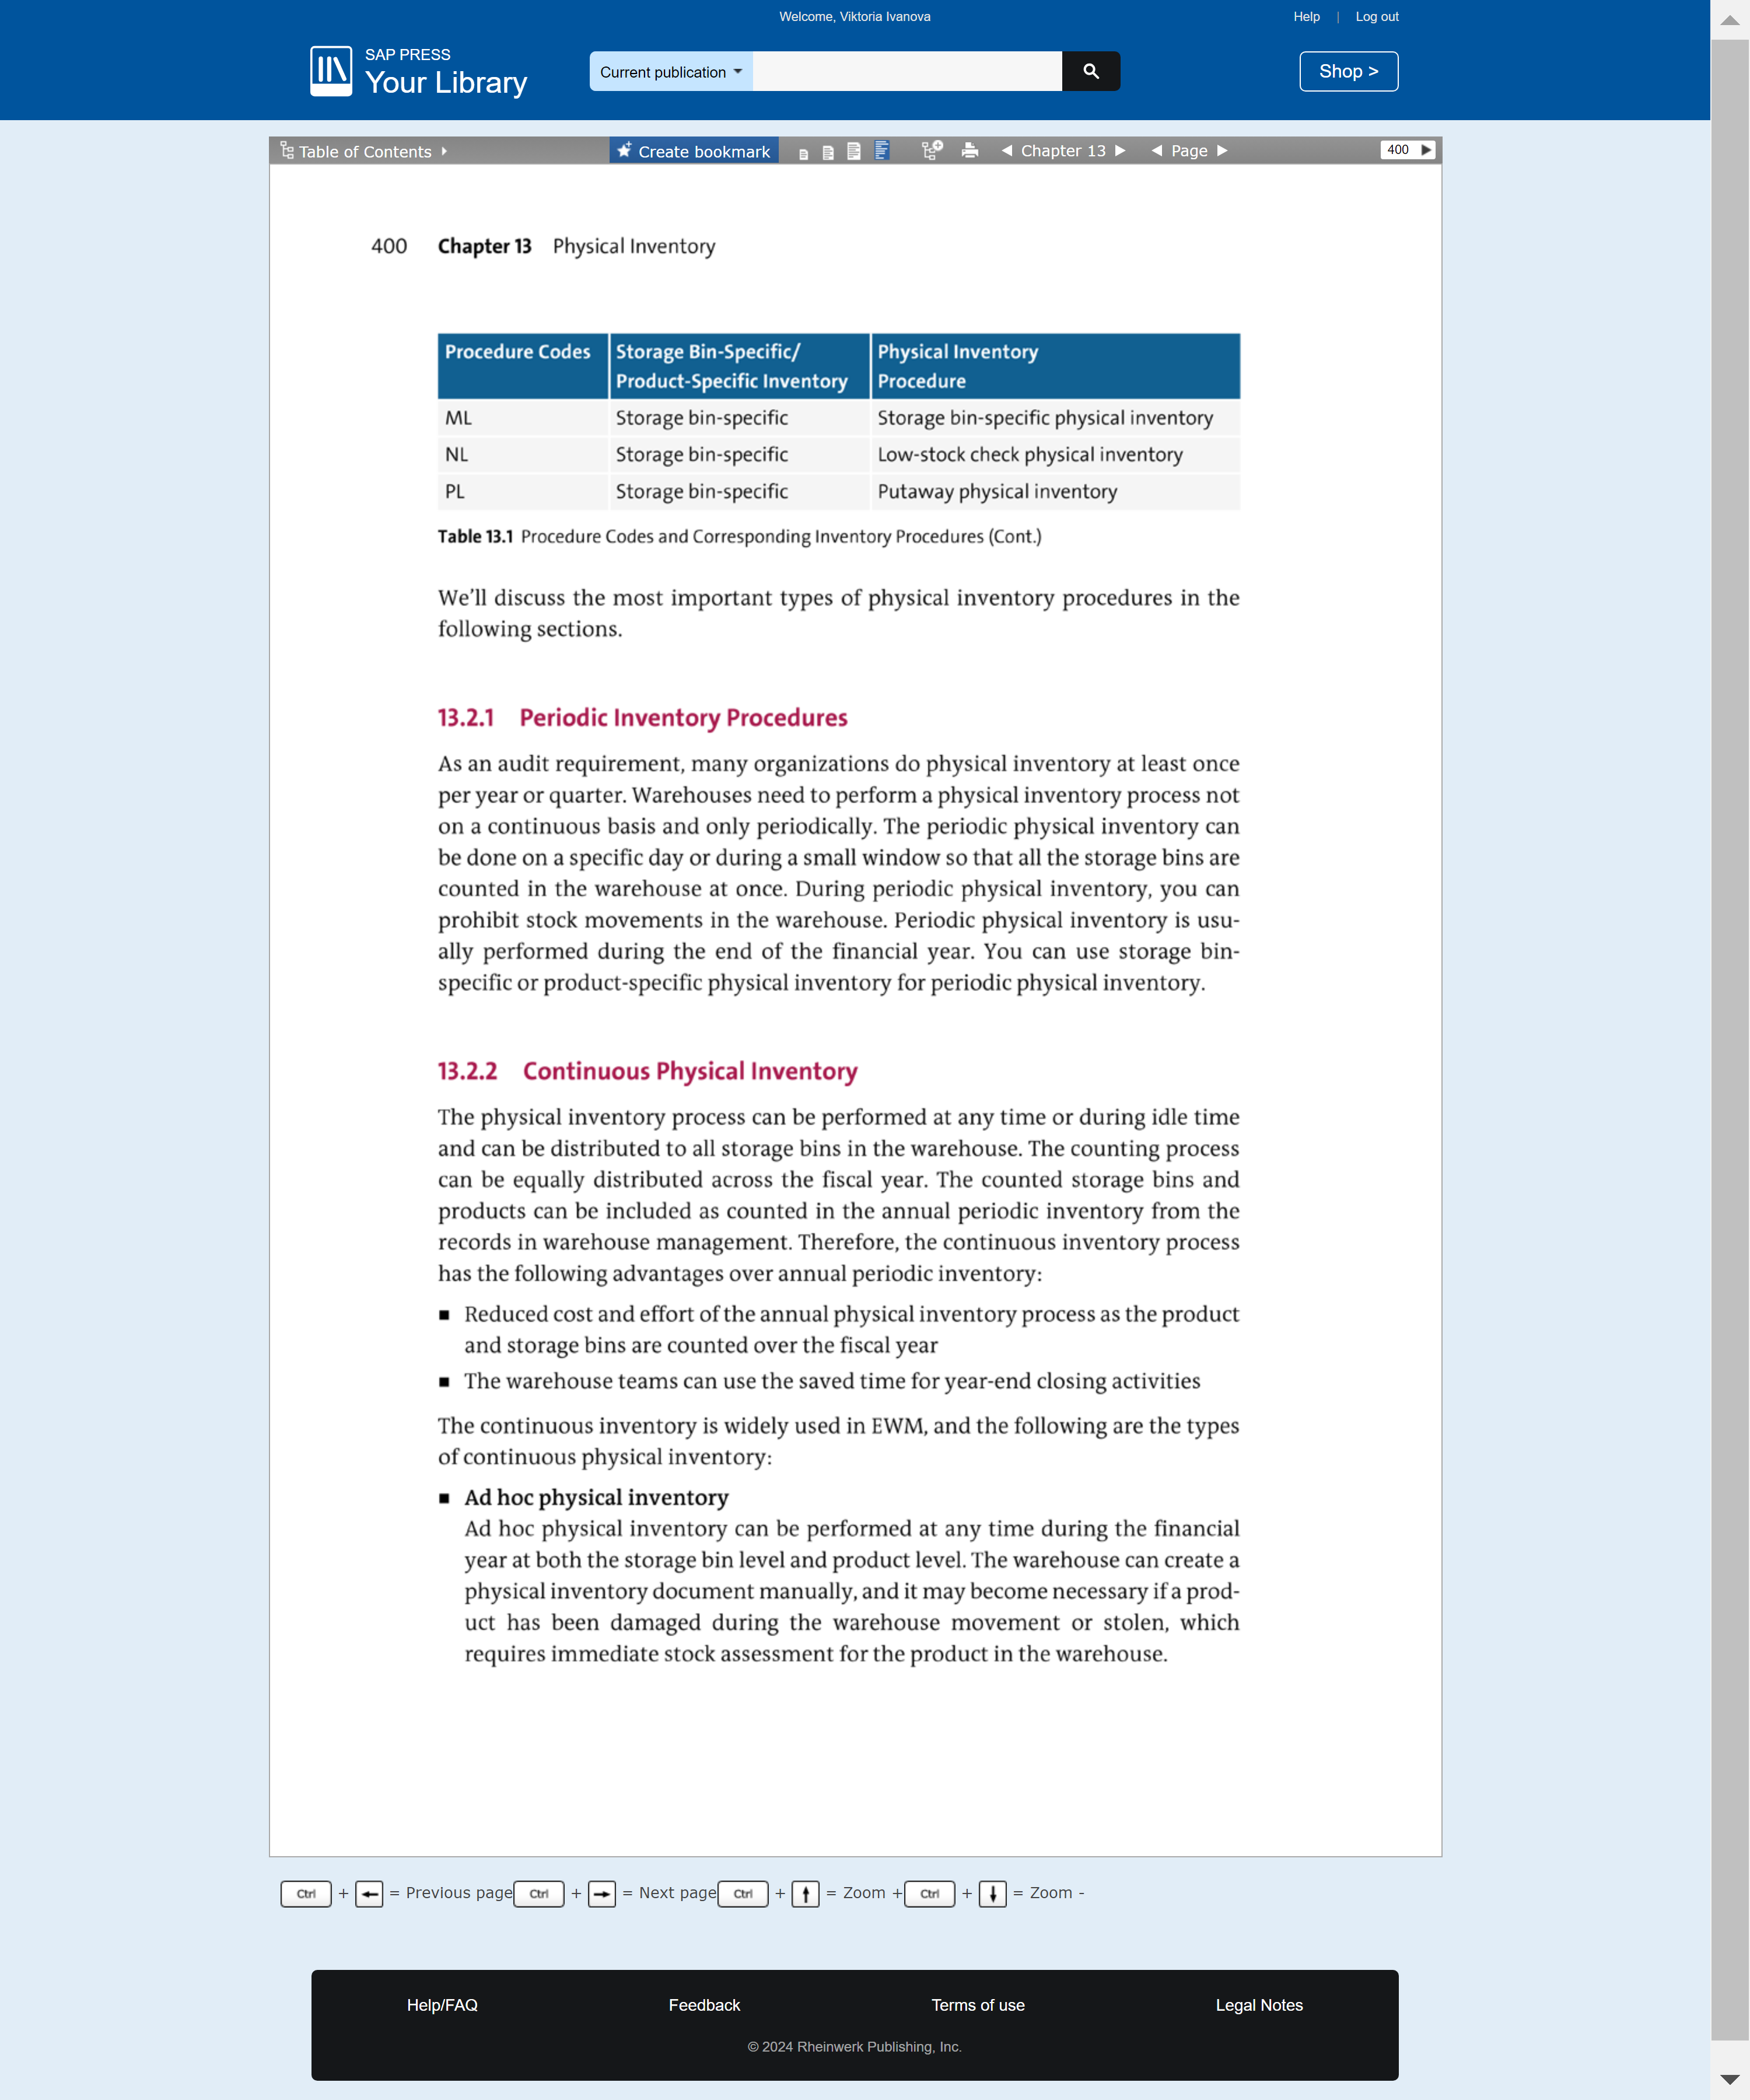 Welcome, Viktoria Ivanova
Help | Log out
SAP PRESS
Your Library
Current publication
Shop >
Table of Contents
Create bookmark
Chapter 13
Page
400
400 Chapter 13 Physical Inventory
Procedure Codes Storage Bin-Specific/ Physical Inventory
Product-Specific Inventory Procedure
ML Storage bin-specific Storage bin-specific physical inventory
NL Storage bin-specific Low-stock check physical inventory
PL Storage bin-specific Putaway physical inventory
Table 13.1 Procedure Codes and Corresponding Inventory Procedures (Cont.)
We'll discuss the most important types of physical inventory procedures in the
following sections.
13.2.1 Periodic Inventory Procedures
As an audit requirement, many organizations do physical inventory at least once
per year or quarter. Warehouses need to perform a physical inventory process not
on a continuous basis and only periodically. The periodic physical inventory can
be done on a specific day or during a small window so that all the storage bins are
counted in the warehouse at once. During periodic physical inventory, you can
prohibit stock movements in the warehouse. Periodic physical inventory is usu-
ally performed during the end of the financial year. You can use storage bin-
specific or product-specific physical inventory for periodic physical inventory.
13.2.2 Continuous Physical Inventory
The physical inventory process can be performed at any time or during idle time
and can be distributed to all storage bins in the warehouse. The counting process
can be equally distributed across the fiscal year. The counted storage bins and
products can be included as counted in the annual periodic inventory from the
records in warehouse management. Therefore, the continuous inventory process
has the following advantages over annual periodic inventory:
■ Reduced cost and effort of the annual physical inventory process as the product
and storage bins are counted over the fiscal year
■ The warehouse teams can use the saved time for year-end closing activities
The continuous inventory is widely used in EWM, and the following are the types
of continuous physical inventory:
■ Ad hoc physical inventory
Ad hoc physical inventory can be performed at any time during the financial
year at both the storage bin level and product level. The warehouse can create a
physical inventory document manually, and it may become necessary if a prod-
uct has been damaged during the warehouse movement or stolen, which
requires immediate stock assessment for the product in the warehouse.
Ctrl + ← = Previous page Ctrl + → = Next page Ctrl + ↑ = Zoom + Ctrl + ↓ = Zoom -
Help/FAQ Feedback Terms of use Legal Notes
© 2024 Rheinwerk Publishing, Inc.